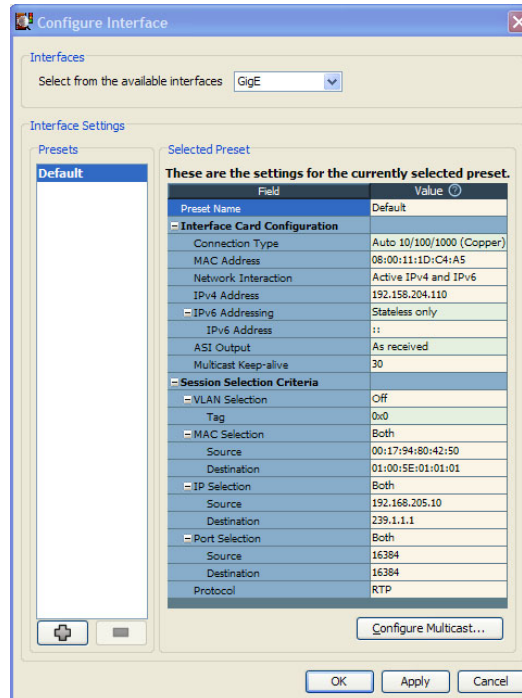 Configure Interface
Interfaces
Select from the available interfaces GigE
Interface Settings
Presets
Default
Selected Preset
These are the settings for the currently selected preset.
Field Value ?
Preset Name Default
Interface Card Configuration
Connection Type Auto 10/100/1000 (Copper)
MAC Address 08:00:11:1D:C4:A5
Network Interaction Active IPv4 and IPv6
IPv4 Address 192.158.204.110
IPv6 Addressing Stateless only
IPv6 Address ::
ASI Output As received
Multicast Keep-alive 30
Session Selection Criteria
VLAN Selection Off
Tag 0x0
MAC Selection Both
Source 00:17:94:80:42:50
Destination 01:00:5E:01:01:01
IP Selection Both
Source 192.168.205.10
Destination 239.1.1.1
Port Selection Both
Source 16384
Destination 16384
Protocol RTP
Configure Multicast...
OK Apply Cancel